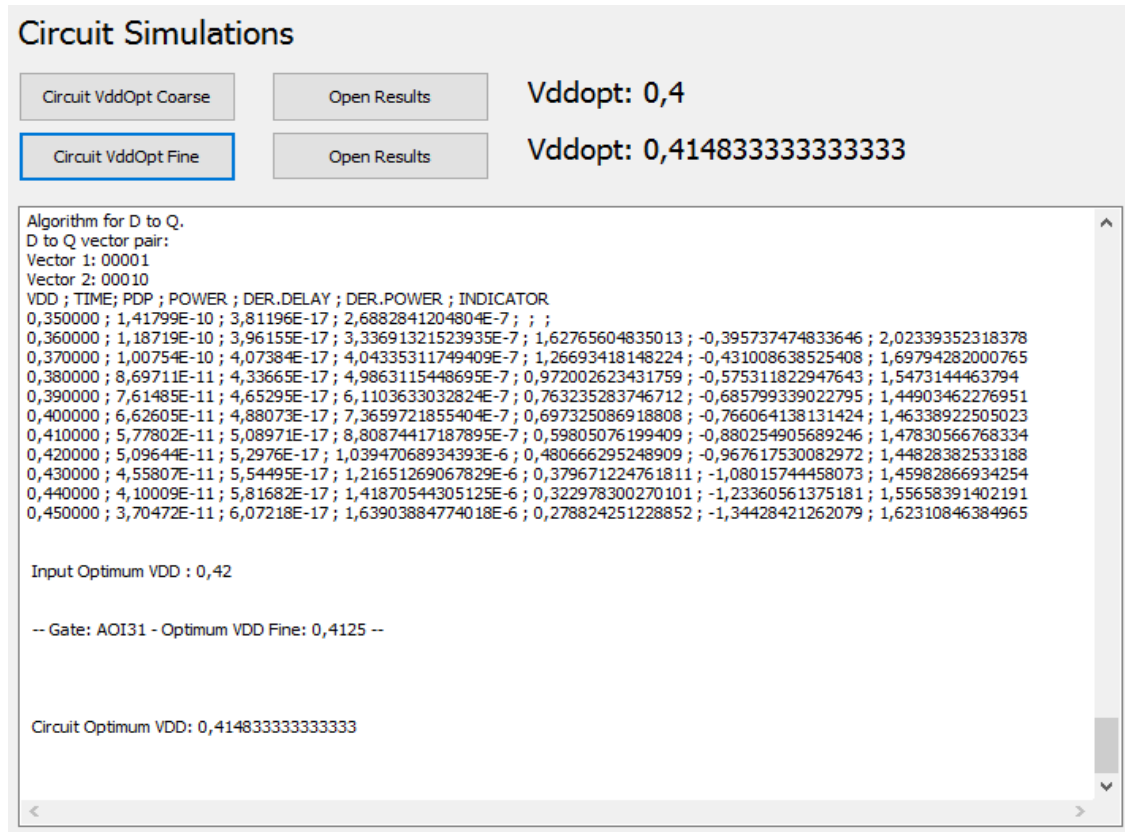 Circuit Simulations
Circuit VddOpt Coarse
Open Results
Vddopt: 0,4
Circuit VddOpt Fine
Open Results
Vddopt: 0,414833333333333
Algorithm for D to Q.
D to Q vector pair:
Vector 1: 00001
Vector 2: 00010
VDD ; TIME; PDP ; POWER ; DER.DELAY ; DER.POWER ; INDICATOR
0,350000 ; 1,41799E-10 ; 3,81196E-17 ; 2,6882841204804E-7 ; ; ;
0,360000 ; 1,18719E-10 ; 3,96155E-17 ; 3,33691321523935E-7 ; 1,62765604835013 ; -0,395737474833646 ; 2,02339352318378
0,370000 ; 1,00754E-10 ; 4,07384E-17 ; 4,04335311749409E-7 ; 1,26693418148224 ; -0,431008638525408 ; 1,69794282000765
0,380000 ; 8,69711E-11 ; 4,33665E-17 ; 4,9863115448695E-7 ; 0,972002623431759 ; -0,575311822947643 ; 1,5473144463794
0,390000 ; 7,61485E-11 ; 4,65295E-17 ; 6,1103633032824E-7 ; 0,763235283746712 ; -0,685799339022795 ; 1,44903462276951
0,400000 ; 6,62605E-11 ; 4,88073E-17 ; 7,3659721855404E-7 ; 0,697325086918808 ; -0,766064138131424 ; 1,46338922505023
0,410000 ; 5,77802E-11 ; 5,08971E-17 ; 8,80874417187895E-7 ; 0,59805076199409 ; -0,880254905689246 ; 1,47830566768334
0,420000 ; 5,09644E-11 ; 5,2976E-17 ; 1,03947068934393E-6 ; 0,480666295248909 ; -0,967617530082972 ; 1,44828382533188
0,430000 ; 4,55807E-11 ; 5,54495E-17 ; 1,21651269067829E-6 ; 0,379671224761811 ; -1,08015744458073 ; 1,45982866934254
0,440000 ; 4,10009E-11 ; 5,81682E-17 ; 1,41870544305125E-6 ; 0,322978300270101 ; -1,23360561375181 ; 1,55658391402191
0,450000 ; 3,70472E-11 ; 6,07218E-17 ; 1,63903884774018E-6 ; 0,278824251228852 ; -1,34428421262079 ; 1,62310846384965
Input Optimum VDD : 0,42
-- Gate: AOI31 - Optimum VDD Fine: 0,4125 --
Circuit Optimum VDD: 0,414833333333333